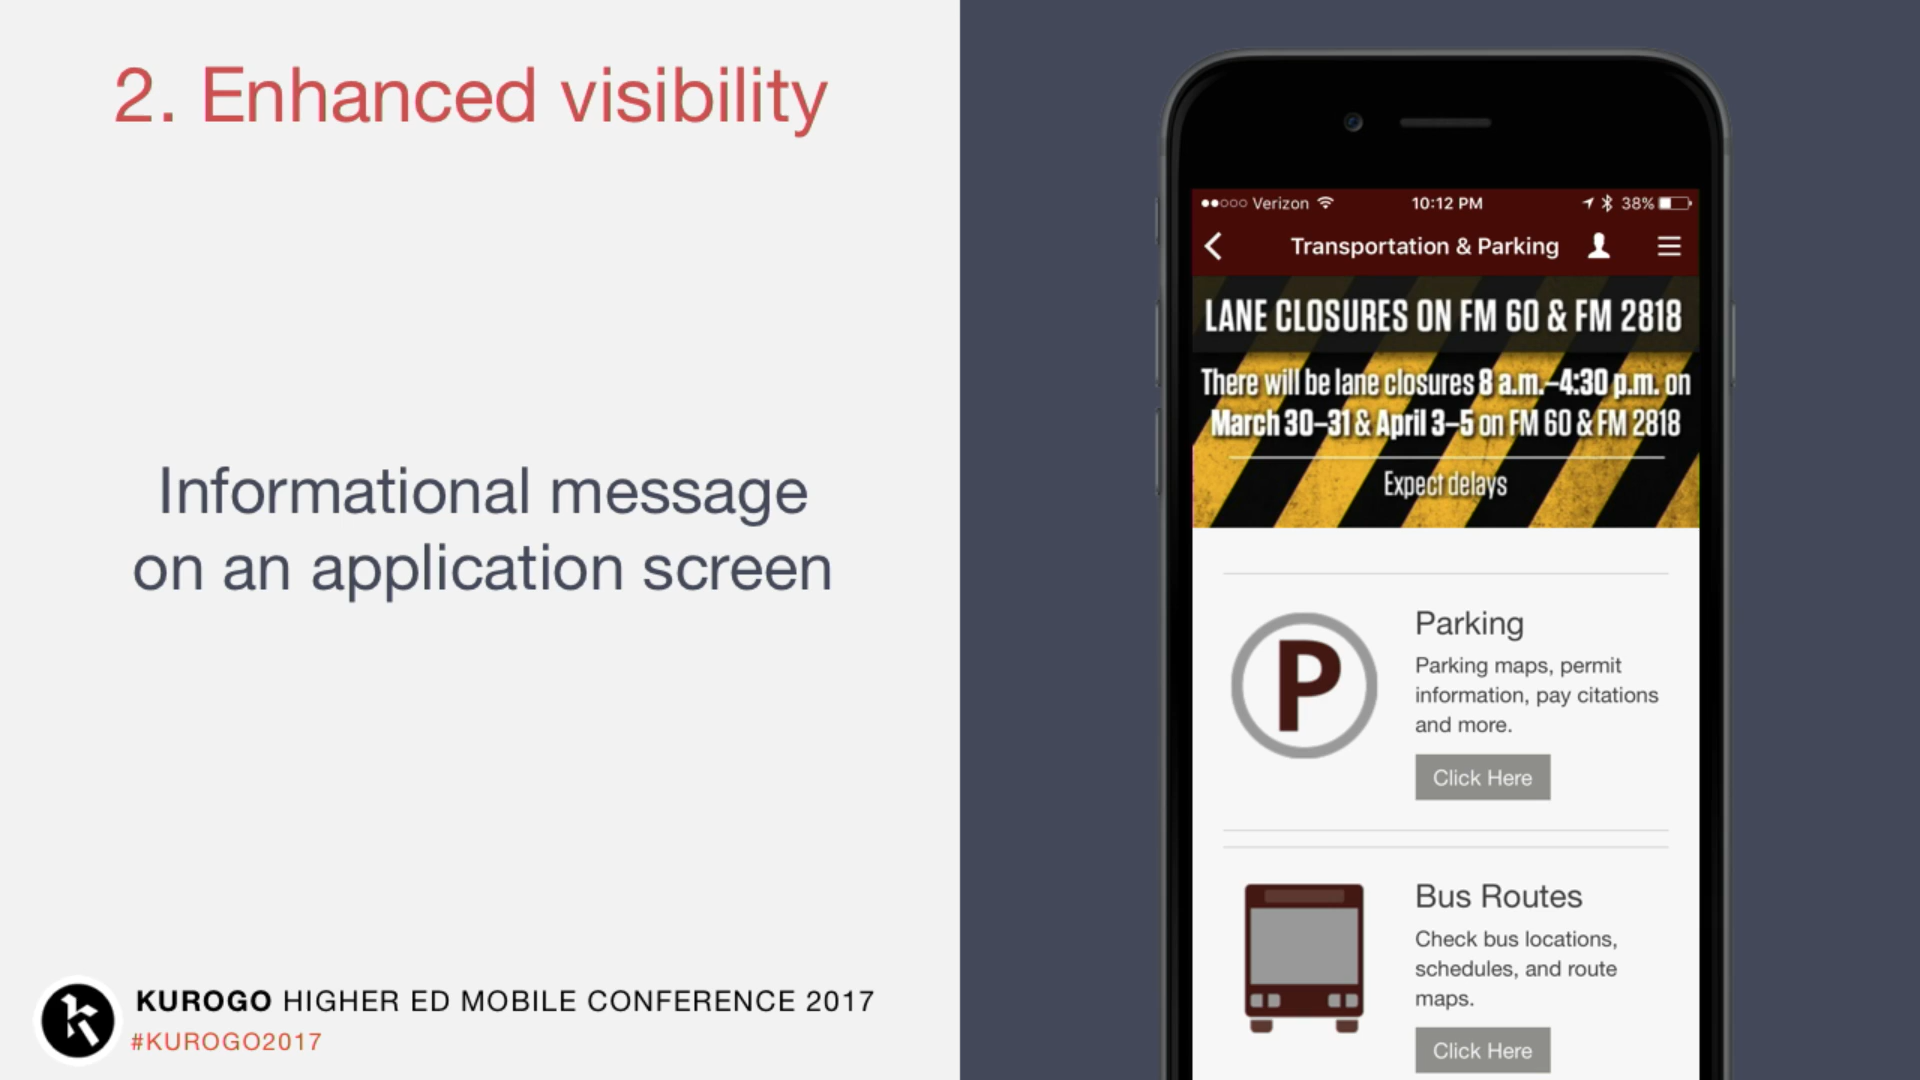 2. Enhanced visibility
Informational message
on an application screen
KUROGO HIGHER ED MOBILE CONFERENCE 2017
#KUROGO2017
Verizon
10:12 PM
38%
Transportation & Parking
LANE CLOSURES ON FM 60 & FM 2818
There will be lane closures 8 a.m.–4:30 p.m. on
March 30–31 & April 3–5 on FM 60 & FM 2818
Expect delays
P
Parking
Parking maps, permit
information, pay citations
and more.
Click Here
Bus Routes
Check bus locations,
schedules, and route
maps.
Click Here